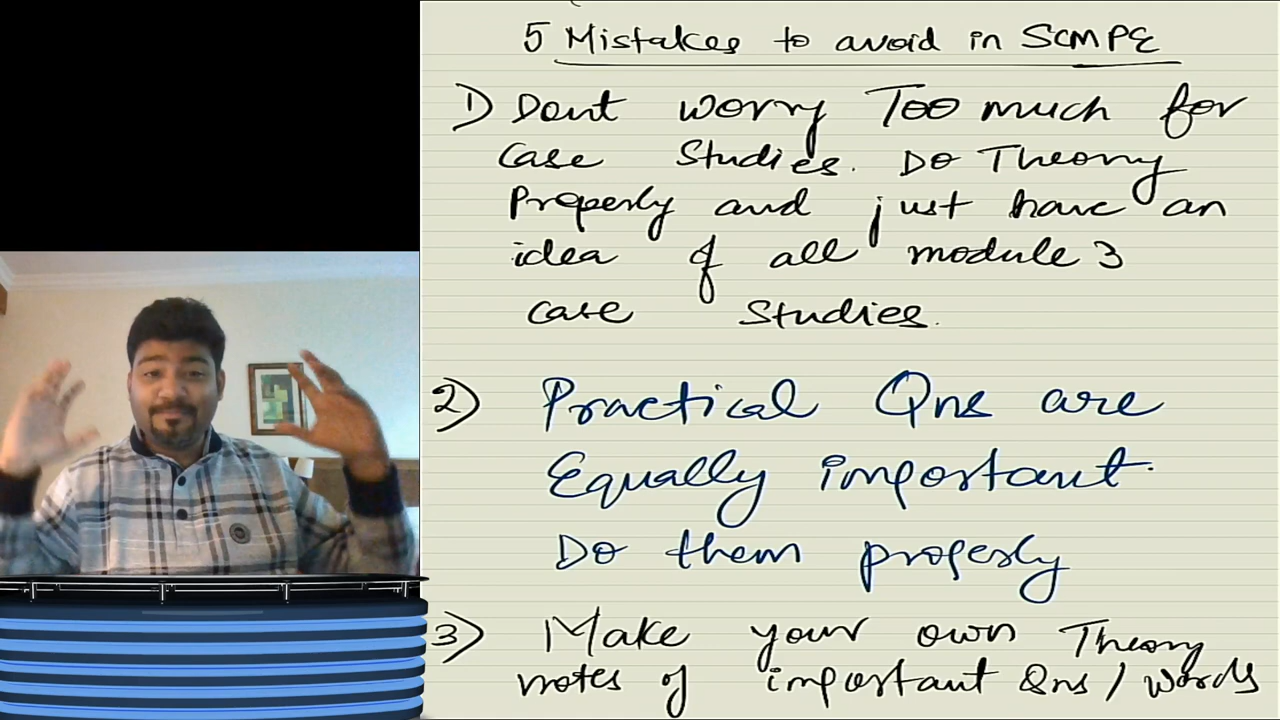 5 Mistakes to avoid in SCMPE
1) Dont worry Too much for
Case Studies. Do Theory
Properly and just have an
idea of all module 3
case studies.
2) Practical Qns are
Equally important.
Do them properly
3) Make your own Theory
notes of important Qns / words